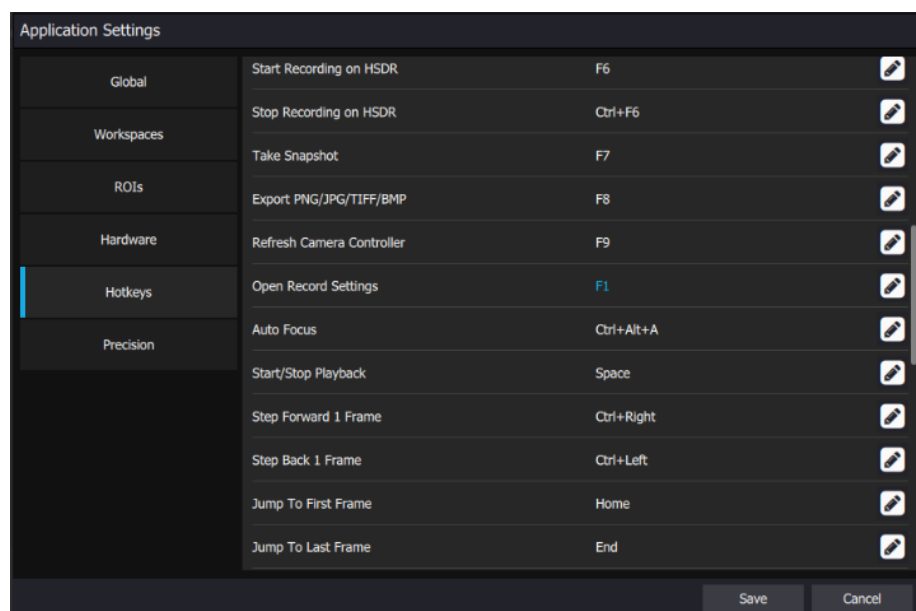 Application Settings
Global
Workspaces
ROIs
Hardware
Hotkeys
Precision
Start Recording on HSDR F6
Stop Recording on HSDR Ctrl+F6
Take Snapshot F7
Export PNG/JPG/TIFF/BMP F8
Refresh Camera Controller F9
Open Record Settings F1
Auto Focus Ctrl+Alt+A
Start/Stop Playback Space
Step Forward 1 Frame Ctrl+Right
Step Back 1 Frame Ctrl+Left
Jump To First Frame Home
Jump To Last Frame End
Save Cancel